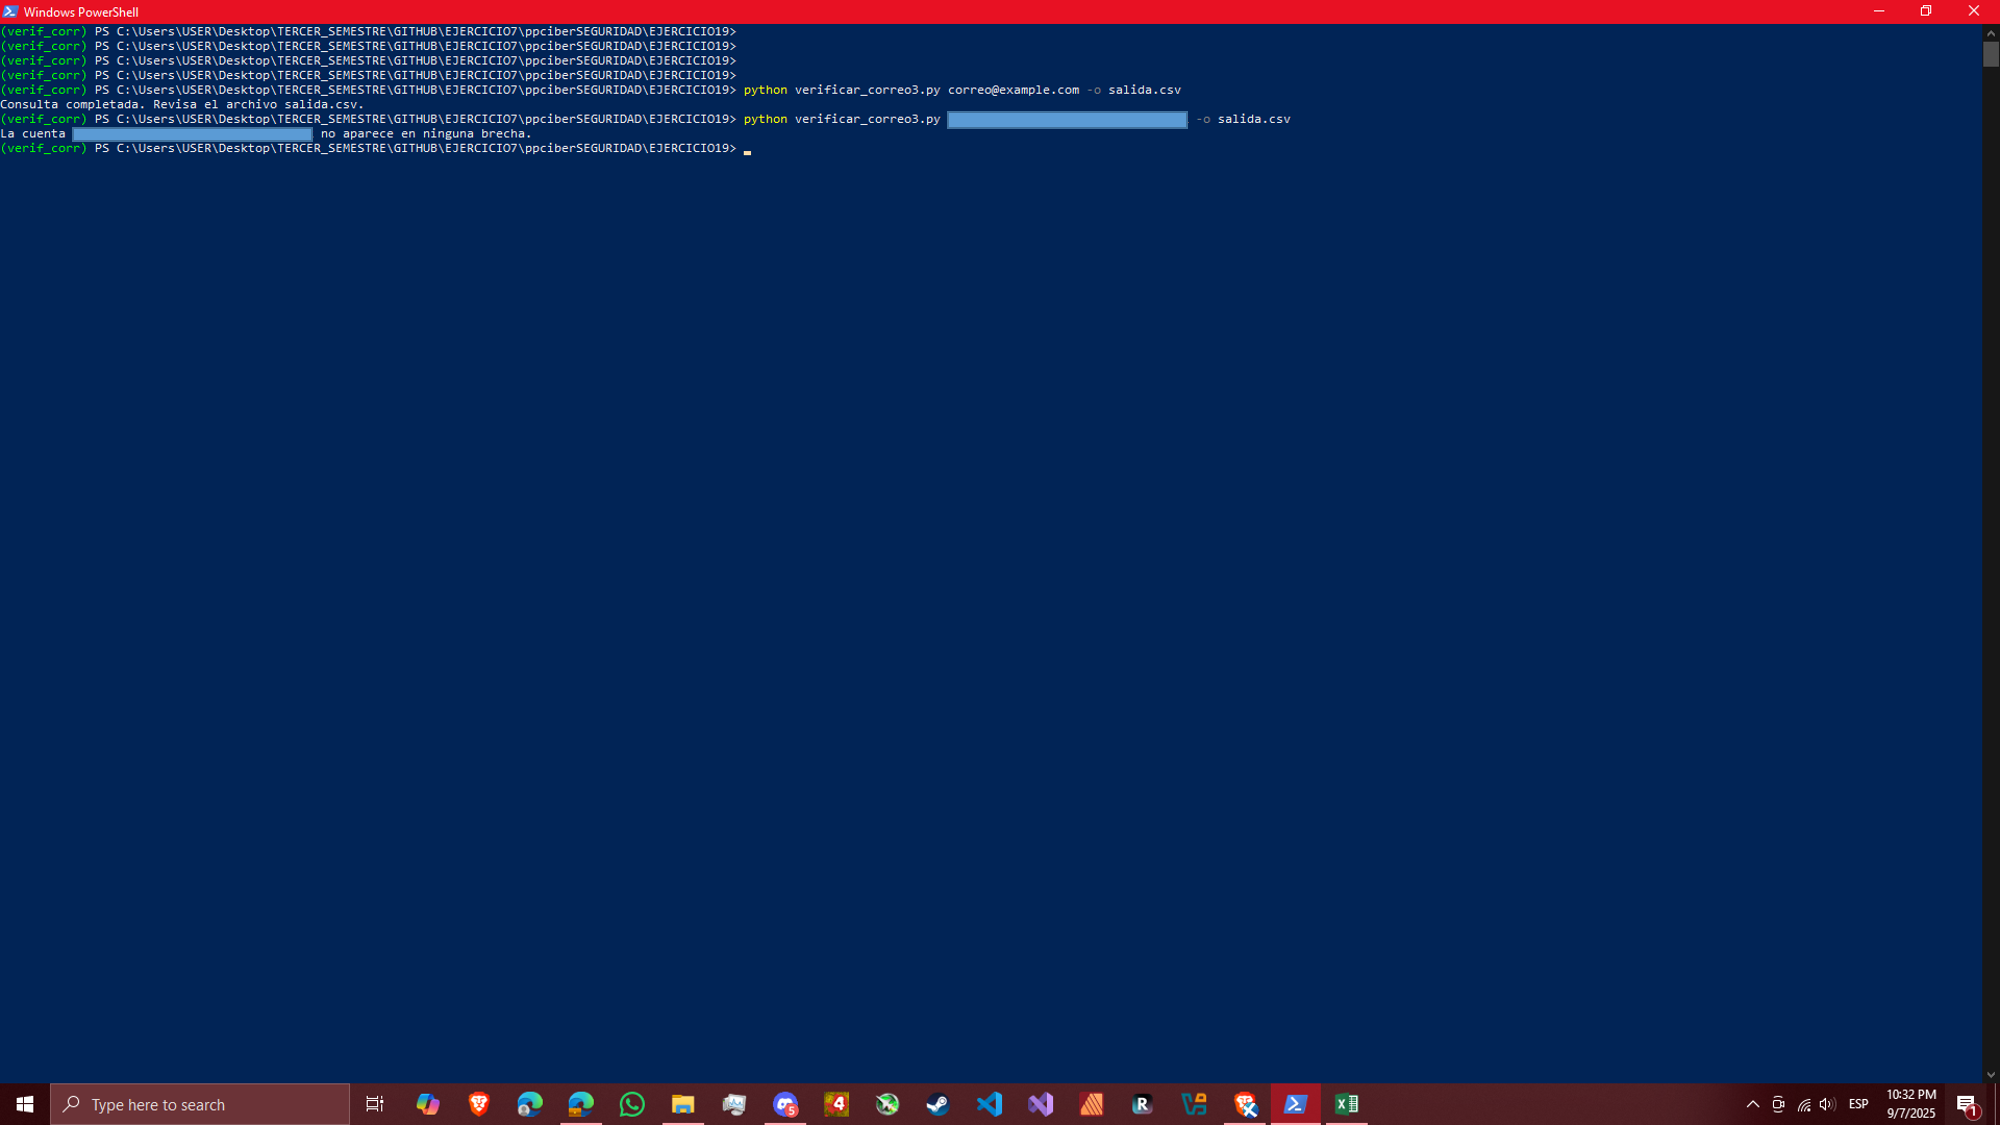 Windows PowerShell
(verif_corr) PS C:\Users\USER\Desktop\TERCER_SEMESTRE\GITHUB\EJERCICIO7\ppciberSEGURIDAD\EJERCICIO19>
(verif_corr) PS C:\Users\USER\Desktop\TERCER_SEMESTRE\GITHUB\EJERCICIO7\ppciberSEGURIDAD\EJERCICIO19>
(verif_corr) PS C:\Users\USER\Desktop\TERCER_SEMESTRE\GITHUB\EJERCICIO7\ppciberSEGURIDAD\EJERCICIO19>
(verif_corr) PS C:\Users\USER\Desktop\TERCER_SEMESTRE\GITHUB\EJERCICIO7\ppciberSEGURIDAD\EJERCICIO19>
(verif_corr) PS C:\Users\USER\Desktop\TERCER_SEMESTRE\GITHUB\EJERCICIO7\ppciberSEGURIDAD\EJERCICIO19> python verificar_correo3.py correo@example.com -o salida.csv
Consulta completada. Revisa el archivo salida.csv.
(verif_corr) PS C:\Users\USER\Desktop\TERCER_SEMESTRE\GITHUB\EJERCICIO7\ppciberSEGURIDAD\EJERCICIO19> python verificar_correo3.py -o salida.csv
La cuenta no aparece en ninguna brecha.
(verif_corr) PS C:\Users\USER\Desktop\TERCER_SEMESTRE\GITHUB\EJERCICIO7\ppciberSEGURIDAD\EJERCICIO19>
Type here to search
5
4
R
ESP
10:32 PM
9/7/2025
1